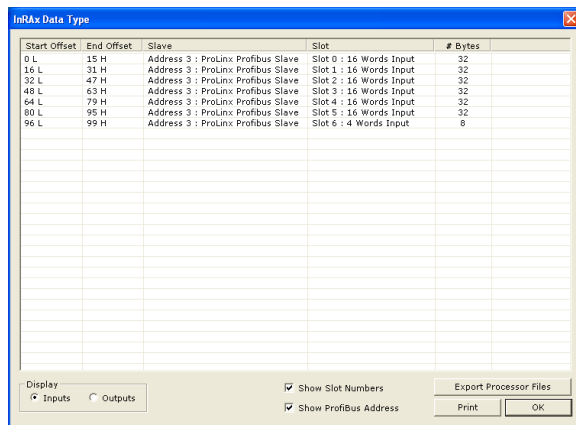 InRAx Data Type
Start Offset End Offset Slave Slot # Bytes
0 L 15 H Address 3 : ProLinx Profibus Slave Slot 0 : 16 Words Input 32
16 L 31 H Address 3 : ProLinx Profibus Slave Slot 1 : 16 Words Input 32
32 L 47 H Address 3 : ProLinx Profibus Slave Slot 2 : 16 Words Input 32
48 L 63 H Address 3 : ProLinx Profibus Slave Slot 3 : 16 Words Input 32
64 L 79 H Address 3 : ProLinx Profibus Slave Slot 4 : 16 Words Input 32
80 L 95 H Address 3 : ProLinx Profibus Slave Slot 5 : 16 Words Input 32
96 L 99 H Address 3 : ProLinx Profibus Slave Slot 6 : 4 Words Input 8
Display
Inputs Outputs
Show Slot Numbers
Show ProfiBus Address
Export Processor Files
Print OK